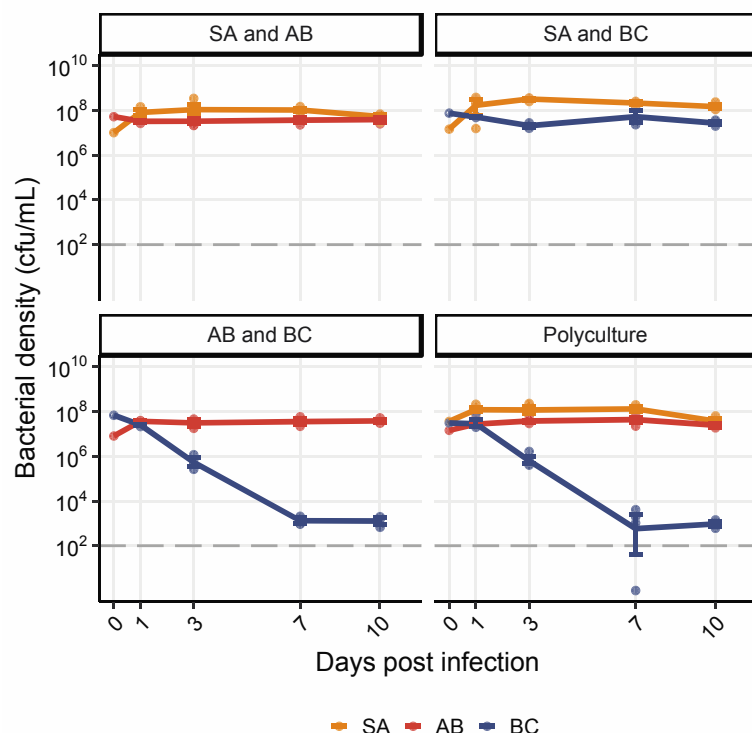 SA and AB
SA and BC
10^10
10^8
10^6
10^4
10^2
AB and BC
Polyculture
10^10
10^8
10^6
10^4
10^2
0 1 3 7 10
0 1 3 7 10
Bacterial density (cfu/mL)
Days post infection
SA AB BC